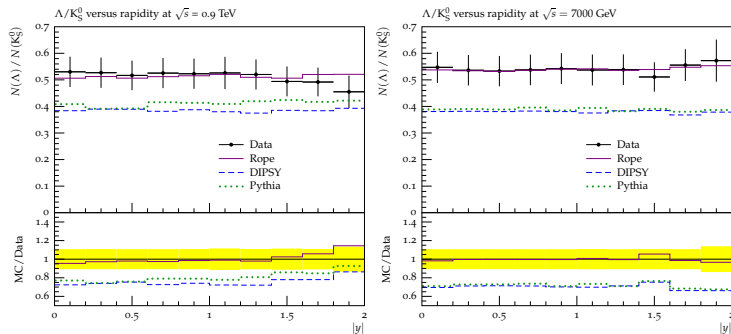 Λ/K⁰_S versus rapidity at √s = 0.9 TeV
N(Λ) / N(K⁰_S)
0.7
0.6
0.5
0.4
0.3
0.2
0.1
0
Data
Rope
DIPSY
Pythia
MC/Data
1.4
1.2
1
0.8
0.6
0 0.5 1 1.5 2
|y|
Λ/K⁰_S versus rapidity at √s = 7000 GeV
N(Λ) / N(K⁰_S)
0.7
0.6
0.5
0.4
0.3
0.2
0.1
0
Data
Rope
DIPSY
Pythia
MC/Data
1.4
1.2
1
0.8
0.6
0 0.5 1 1.5 2
|y|